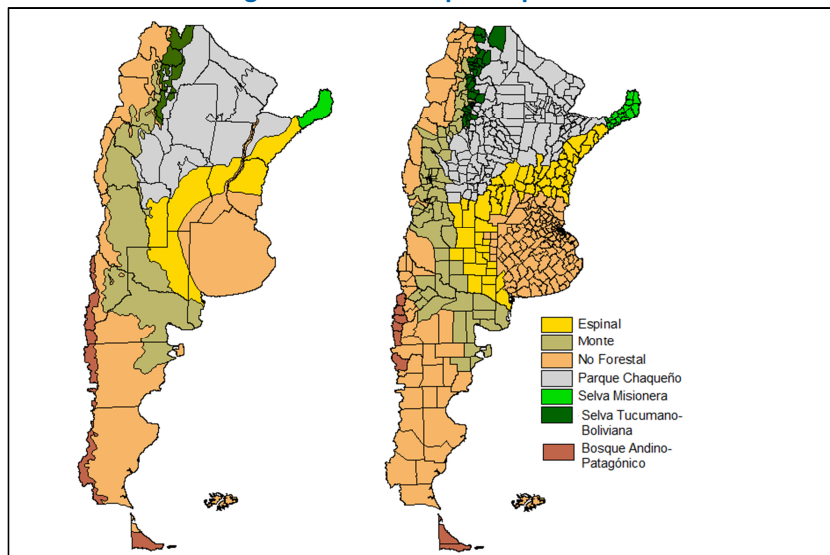 Espinal
Monte
No Forestal
Parque Chaqueño
Selva Misionera
Selva Tucumano-
Boliviana
Bosque Andino-
Patagónico